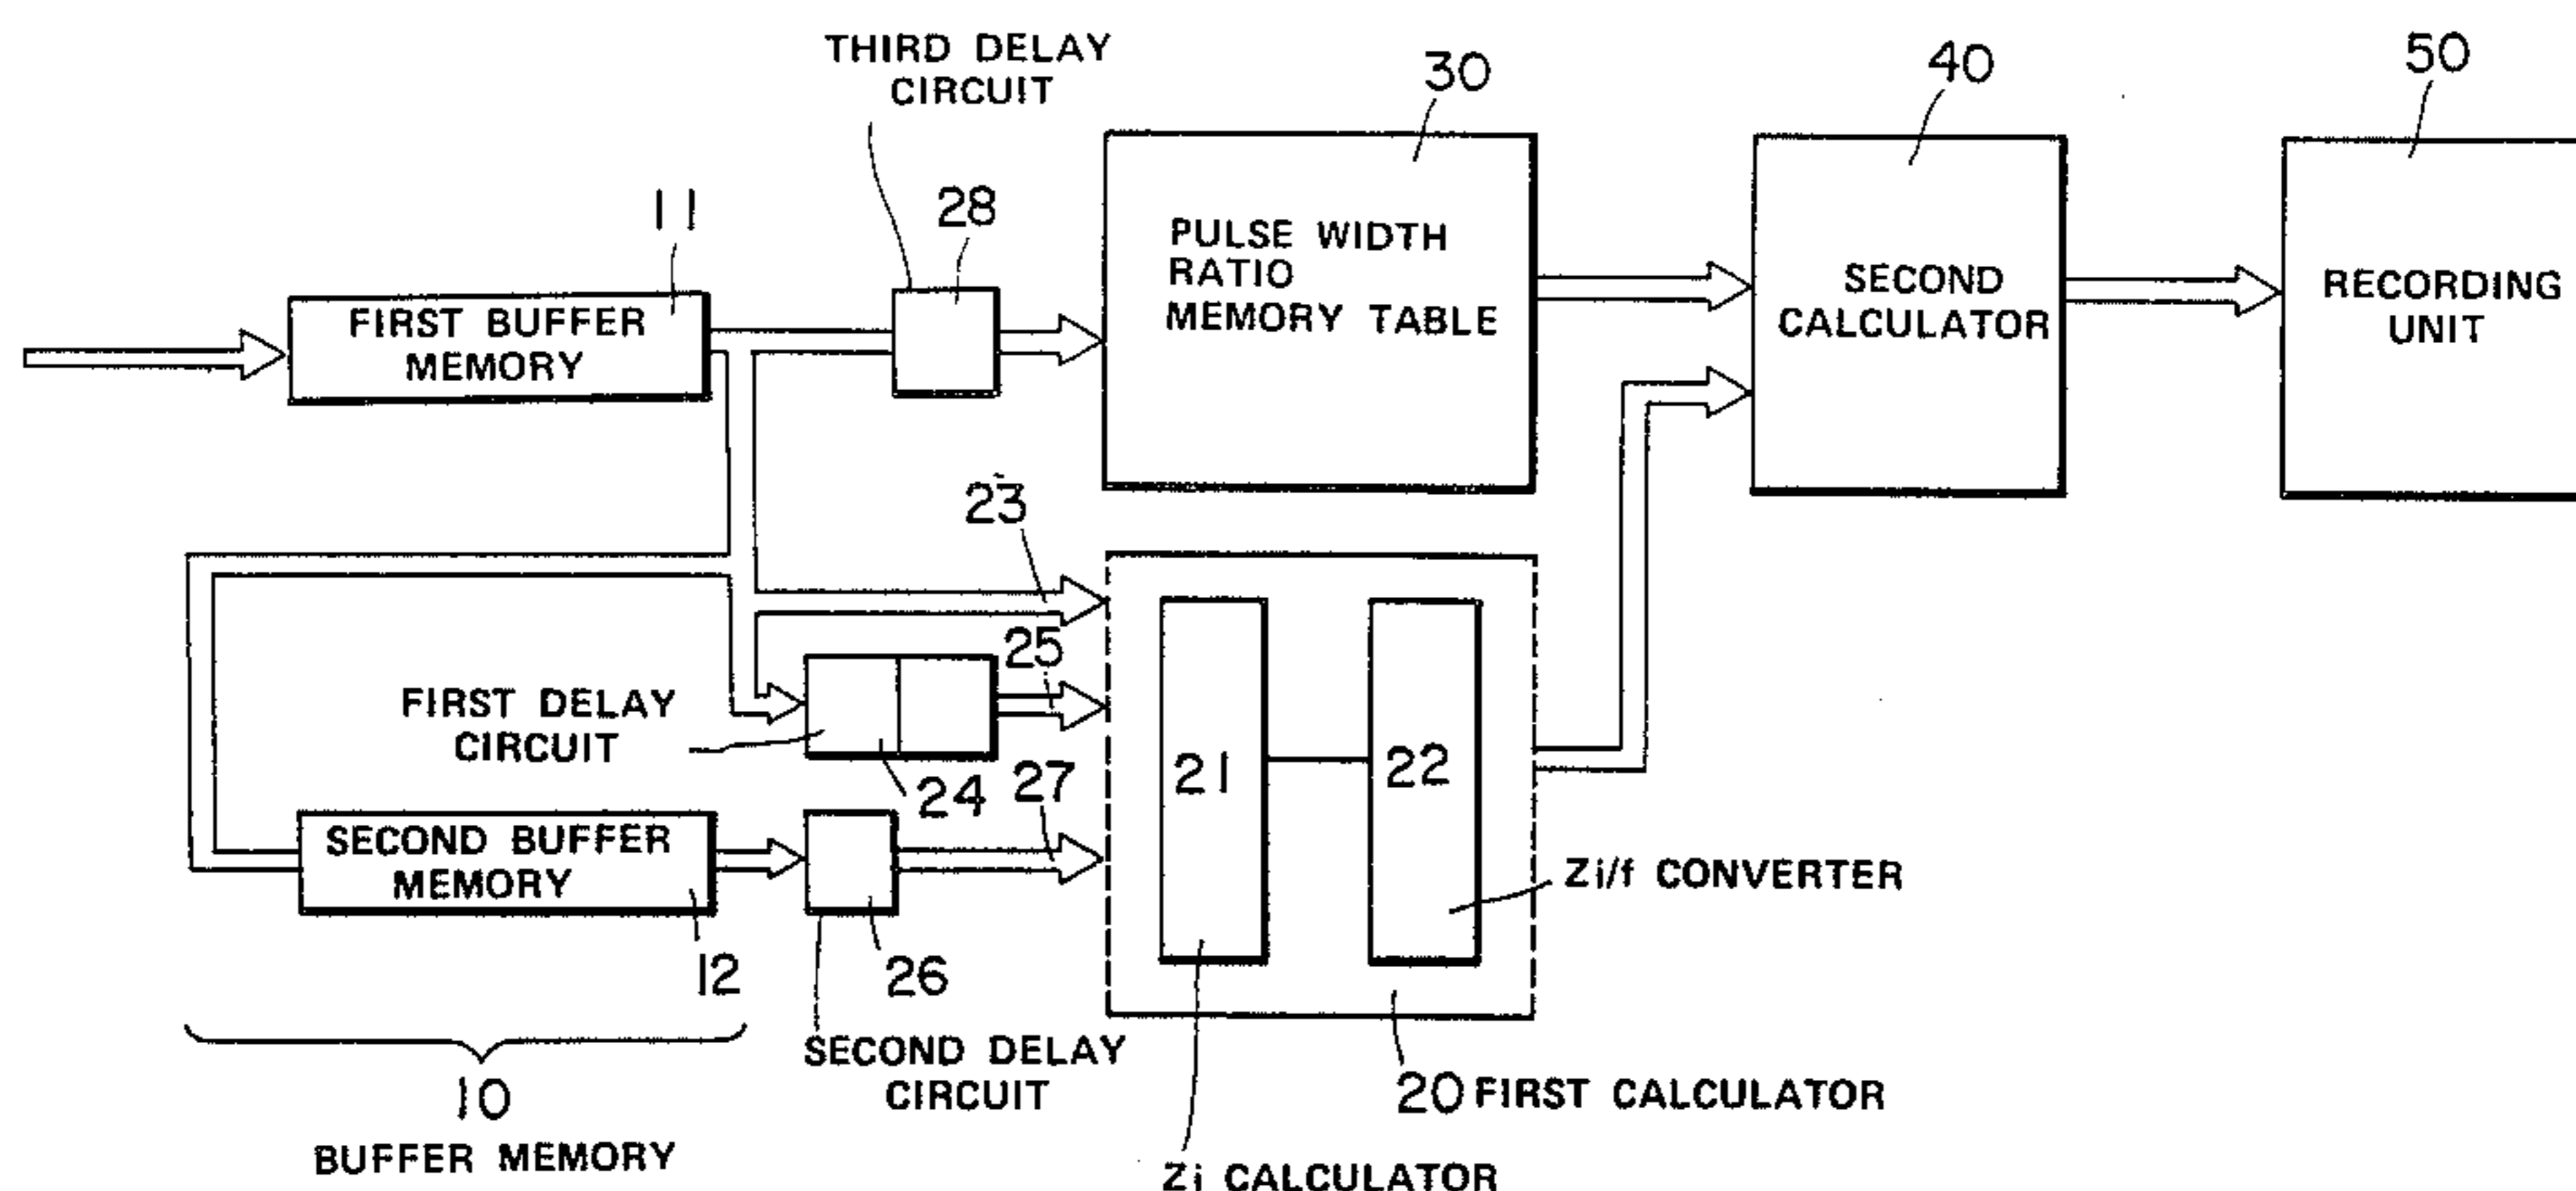 THIRD DELAY
CIRCUIT
30
40
50
11
28
FIRST BUFFER
MEMORY
PULSE WIDTH
RATIO
MEMORY TABLE
SECOND
CALCULATOR
RECORDING
UNIT
23
25
FIRST DELAY
CIRCUIT
24
27
21
22
SECOND BUFFER
MEMORY
Zi/f CONVERTER
12
26
SECOND DELAY
CIRCUIT
10
BUFFER MEMORY
20 FIRST CALCULATOR
Zi CALCULATOR